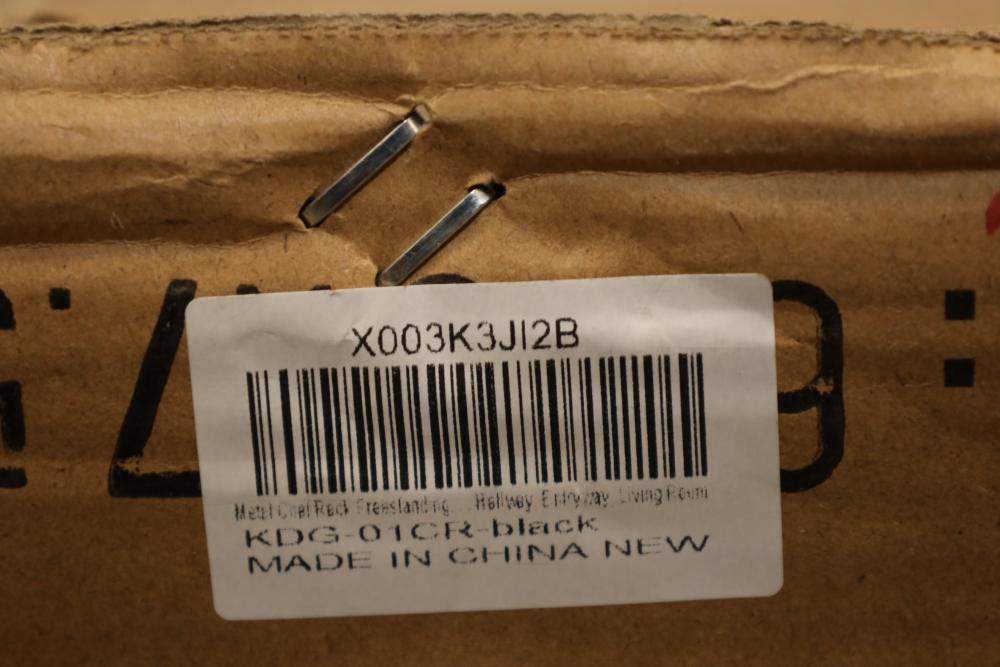 X003K3JI2B
Metal Coat Rack Freestanding... Hallway, Entryway, Living Room
KDG-01CR-black
MADE IN CHINA NEW